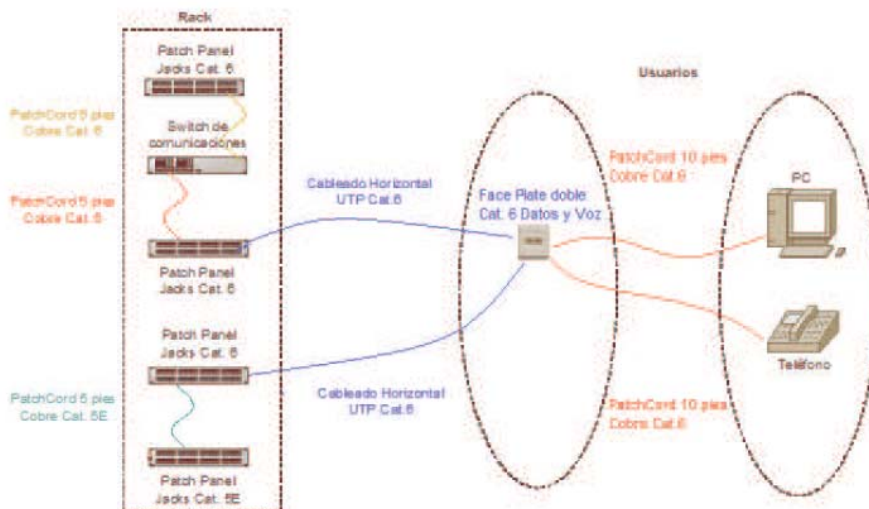 Rack
Patch Panel
Jacks Cat. 6
PatchCord 5 pies
Cobre Cat. 6
Switch de
comunicaciones
PatchCord 5 pies
Cobre Cat. 6
Patch Panel
Jacks Cat. 6
Patch Panel
Jacks Cat. 6
PatchCord 5 pies
Cobre Cat. 5E
Patch Panel
Jacks Cat. 5E
Cableado Horizontal
UTP Cat.6
Cableado Horizontal
UTP Cat.6
Face Plate doble
Cat. 6 Datos y Voz
Usuarios
PatchCord 10 pies
Cobre Cat.6
PC
Teléfono
PatchCord 10 pies
Cobre Cat.6